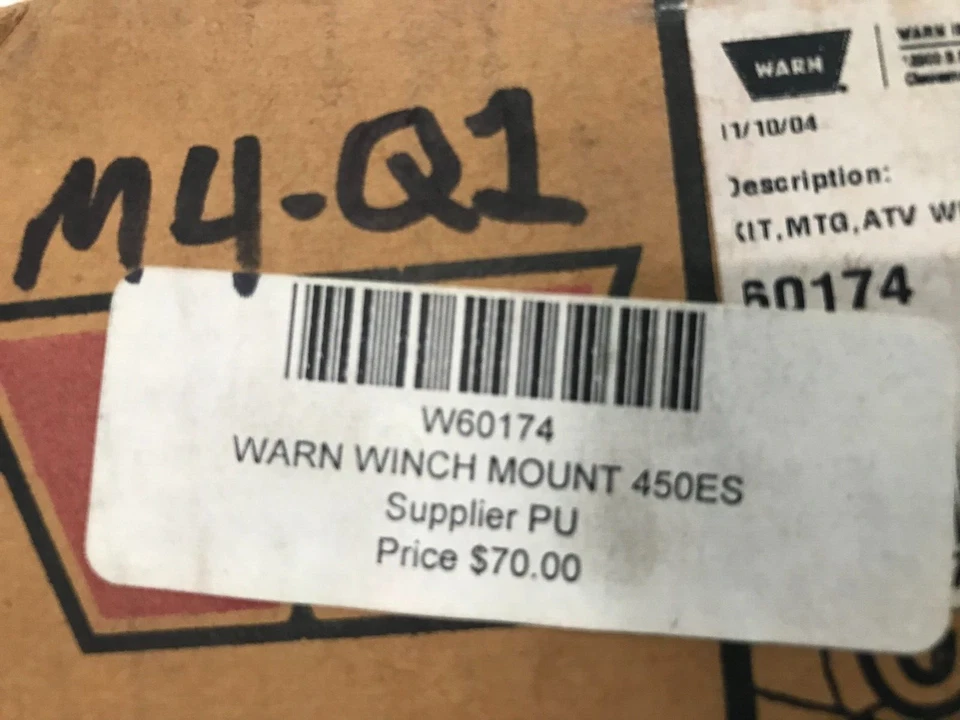 M4-Q1
WARN
WARN
11/10/04
Description:
KIT,MTG,ATV
60174
W60174
WARN WINCH MOUNT 450ES
Supplier PU
Price $70.00